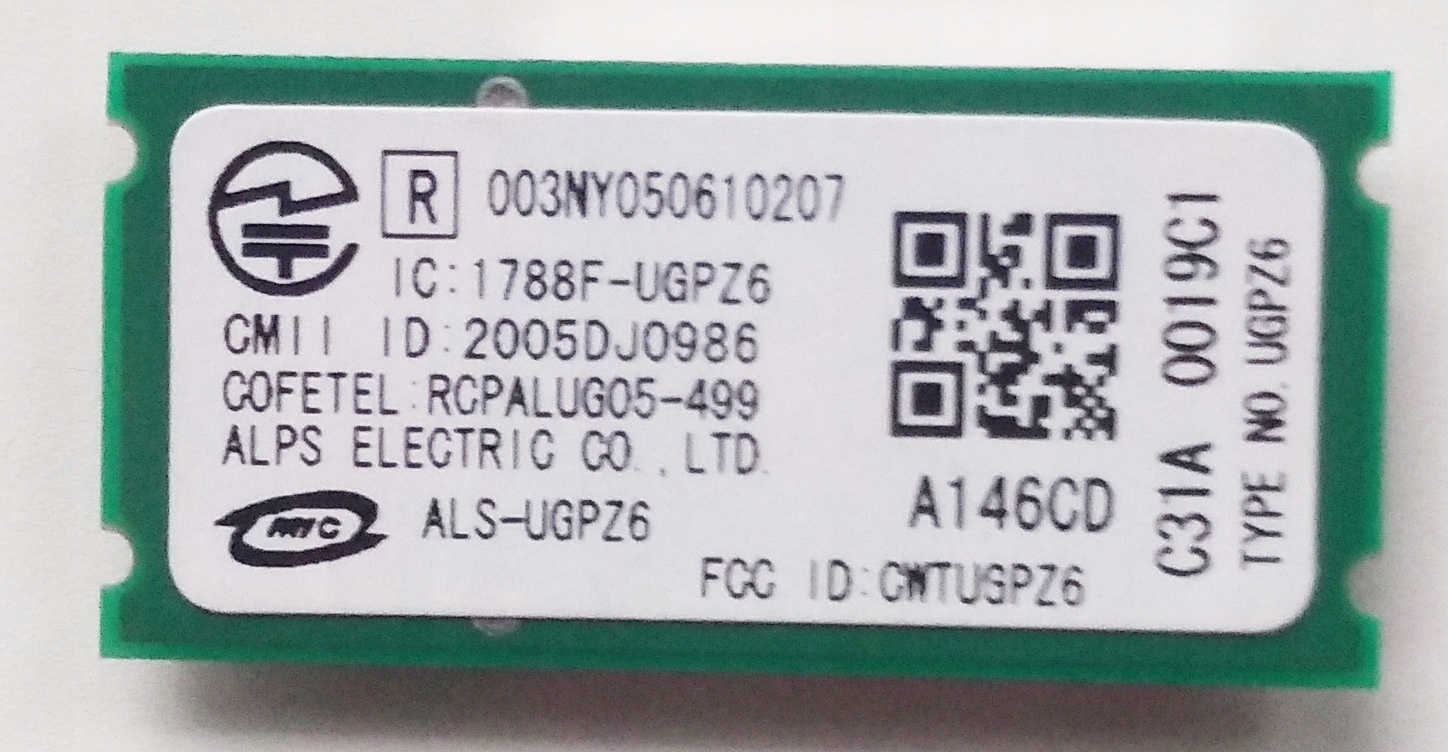 R 003NY050610207
IC:1788F-UGPZ6
CMII ID:2005DJ0986
COFETEL:RCPALUG05-499
ALPS ELECTRIC CO.,LTD.
MIC ALS-UGPZ6
A146CD
FCC ID:CWTUGPZ6
C31A 0019C1
TYPE NO. UGPZ6